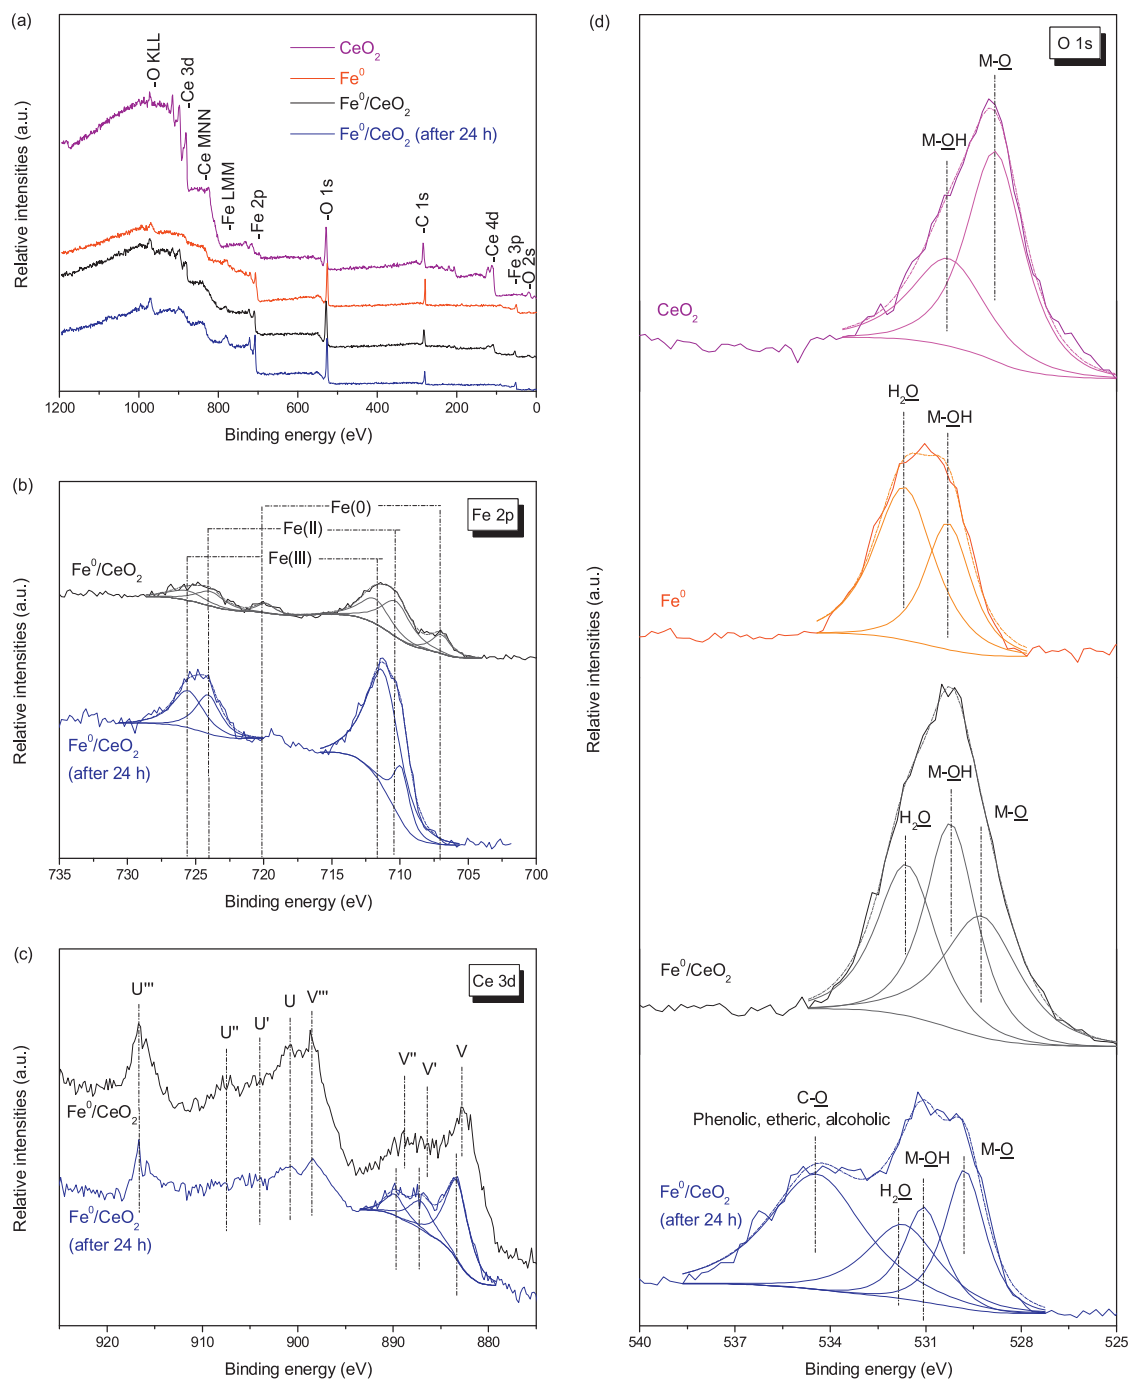 (a)
CeO2
Fe0
Fe0/CeO2
Fe0/CeO2 (after 24 h)
-O KLL
-Ce 3d
-Ce MNN
-Fe LMM
-Fe 2p
-O 1s
-C 1s
-Ce 4d
-Fe 3p
-O 2s
Relative intensities (a.u.)
1200 1000 800 600 400 200 0
Binding energy (eV)
(b)
Fe 2p
Fe(0)
Fe(II)
Fe(III)
Fe0/CeO2
Fe0/CeO2
(after 24 h)
Relative intensities (a.u.)
735 730 725 720 715 710 705 700
Binding energy (eV)
(c)
Ce 3d
U'''
U''
U'
U
V'''
V''
V'
V
Fe0/CeO2
Fe0/CeO2
(after 24 h)
Relative intensities (a.u.)
920 910 900 890 880
Binding energy (eV)
(d)
O 1s
M-O
M-OH
CeO2
H2O
M-OH
Fe0
M-OH
H2O
M-O
Fe0/CeO2
C-O
Phenolic, etheric, alcoholic
M-OH
M-O
H2O
Fe0/CeO2
(after 24 h)
Relative intensities (a.u.)
540 537 534 531 528 525
Binding energy (eV)